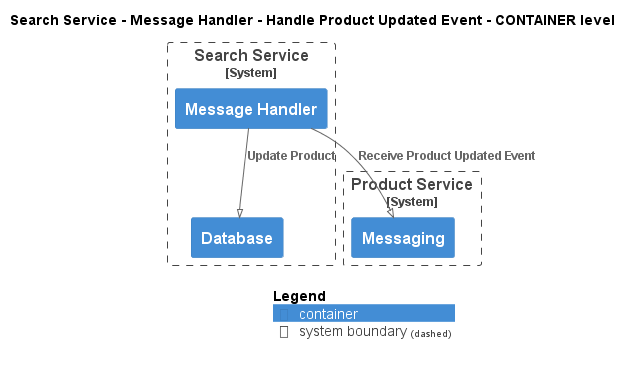 Search Service - Message Handler - Handle Product Updated Event - CONTAINER level
Search Service
[System]
Message Handler
Update Product
Receive Product Updated Event
Product Service
[System]
Database
Messaging
Legend
container
system boundary (dashed)